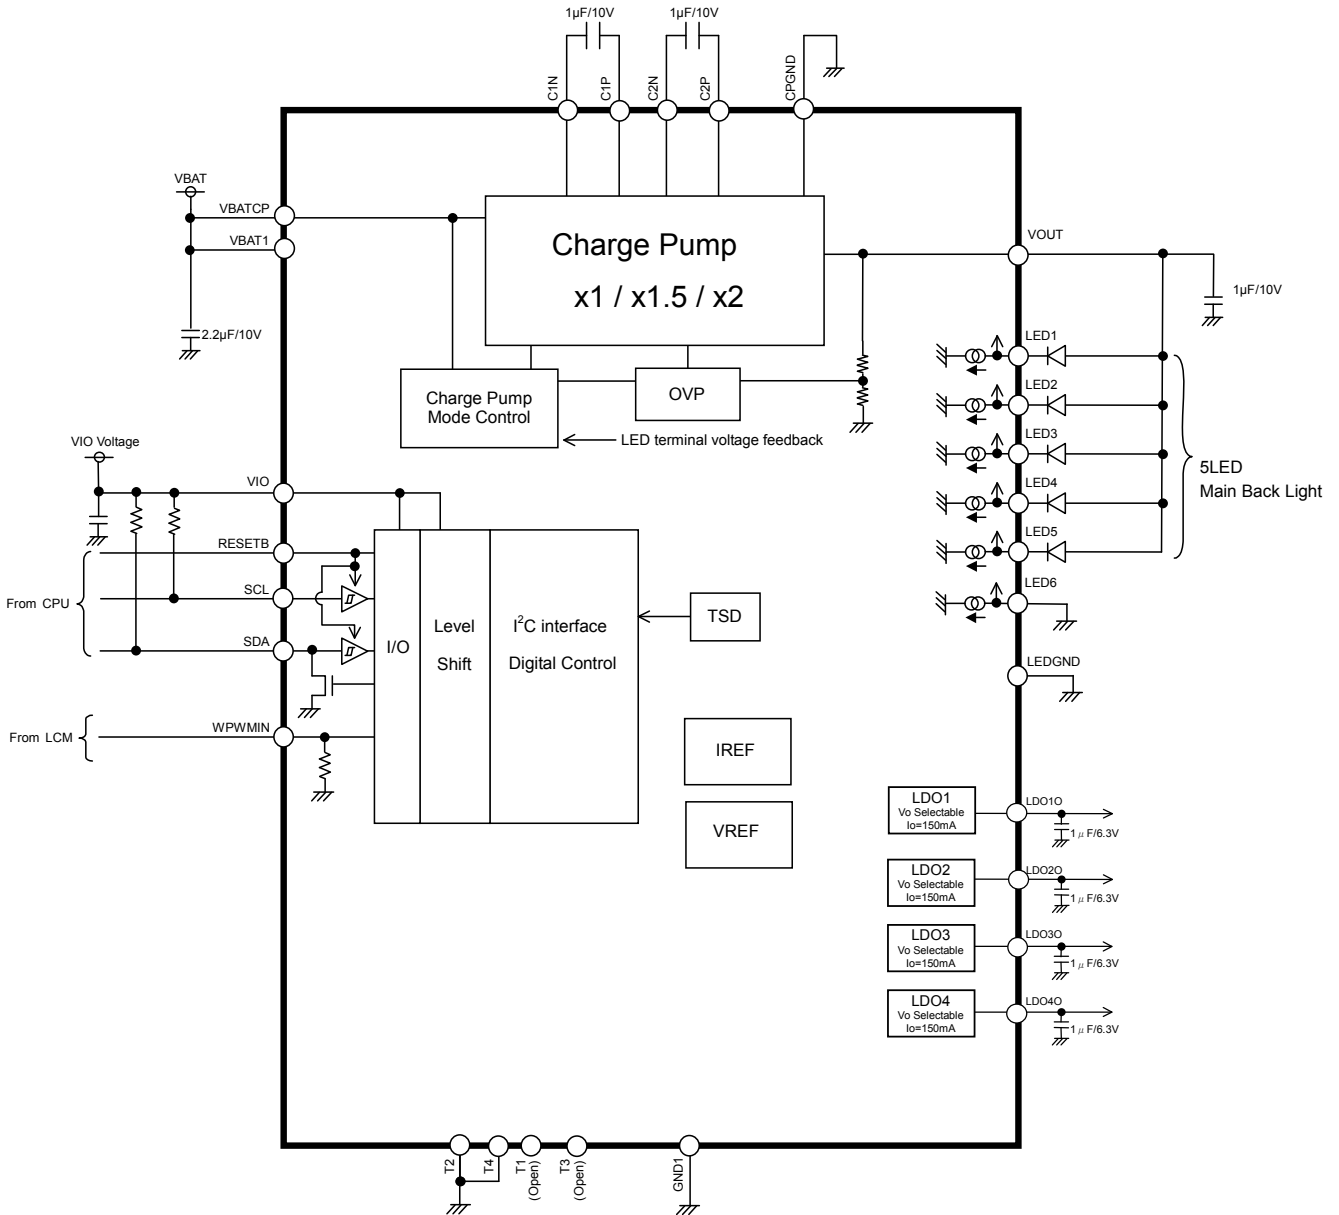 1μF/10V
1μF/10V
C1N
C1P
C2N
C2P
CPGND
VBAT
VBATCP
VBAT1
2.2μF/10V
Charge Pump
x1 / x1.5 / x2
VOUT
1μF/10V
Charge Pump
Mode Control
OVP
LED terminal voltage feedback
LED1
LED2
LED3
LED4
LED5
LED6
5LED
Main Back Light
LEDGND
VIO Voltage
VIO
RESETB
From CPU
SCL
SDA
From LCM
WPWMIN
I/O
Level
Shift
I2C interface
Digital Control
TSD
IREF
VREF
LDO1
Vo Selectable
Io=150mA
LDO1O
1μF/6.3V
LDO2
Vo Selectable
Io=150mA
LDO2O
1μF/6.3V
LDO3
Vo Selectable
Io=150mA
LDO3O
1μF/6.3V
LDO4
Vo Selectable
Io=150mA
LDO4O
1μF/6.3V
T2
T4
T1
(Open)
T3
(Open)
GND1